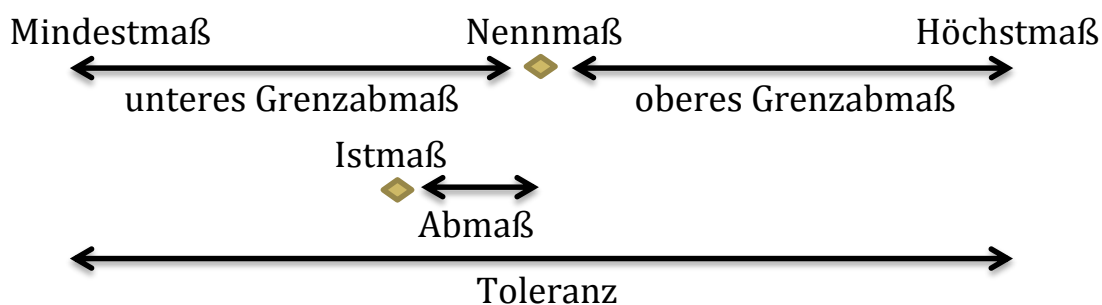 Mindestmaß Nennmaß Höchstmaß
unteres Grenzabmaß oberes Grenzabmaß
Istmaß
Abmaß
Toleranz